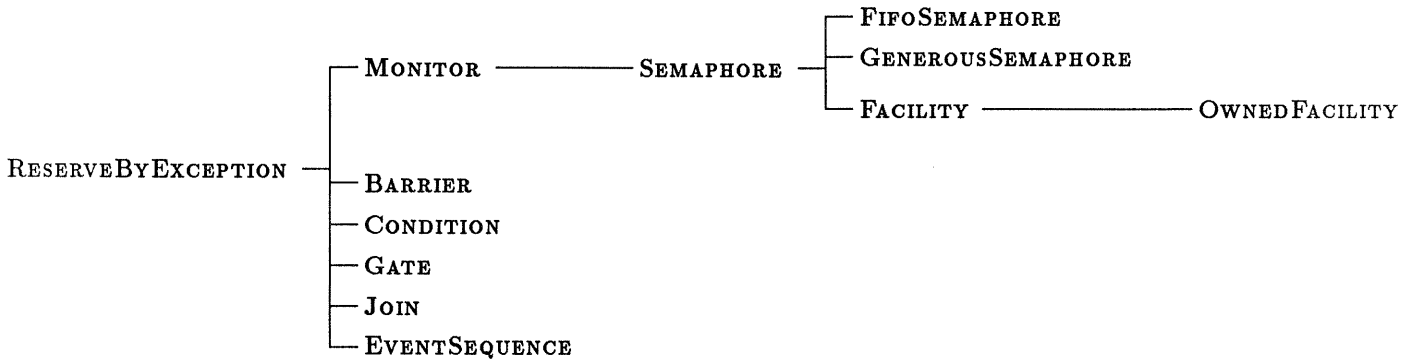 FIFOSEMAPHORE
MONITOR SEMAPHORE GENEROUSSEMAPHORE
FACILITY OWNEDFACILITY
RESERVEBYEXCEPTION
BARRIER
CONDITION
GATE
JOIN
EVENTSEQUENCE